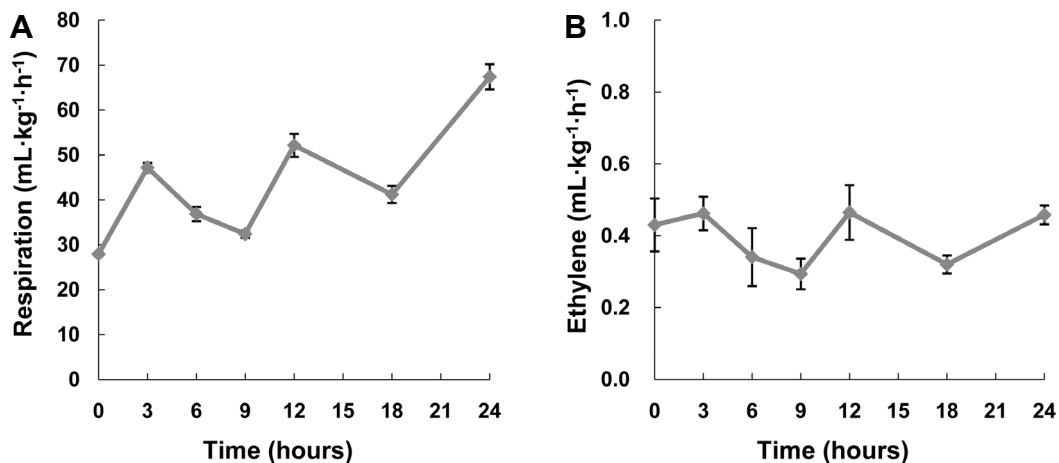 A
Respiration (mL·kg⁻¹·h⁻¹)
80
70
60
50
40
30
20
10
0
0 3 6 9 12 15 18 21 24
Time (hours)
B
Ethylene (mL·kg⁻¹·h⁻¹)
1.0
0.8
0.6
0.4
0.2
0.0
0 3 6 9 12 15 18 21 24
Time (hours)